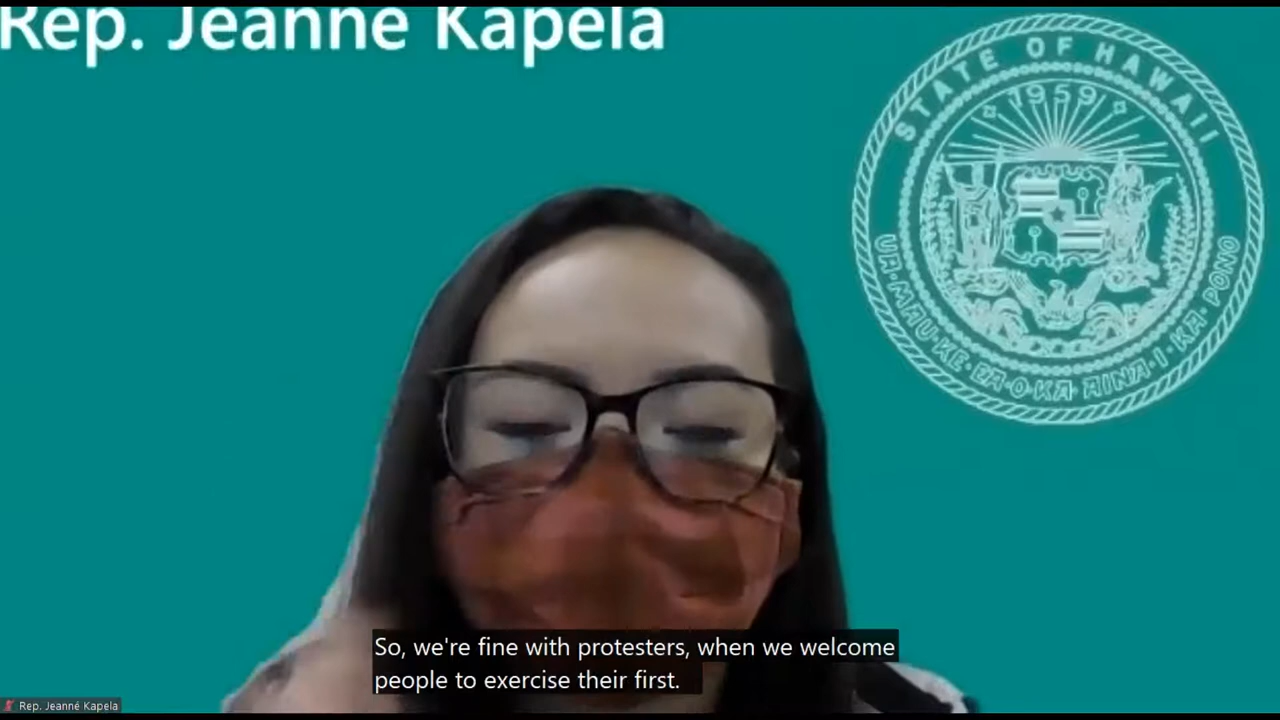 Rep. Jeanné Kapela
STATE OF HAWAII
1959
UA·MAU·KE·EA·O·KA·AINA·I·KA·PONO
So, we're fine with protesters, when we welcome
people to exercise their first.
Rep. Jeanné Kapela